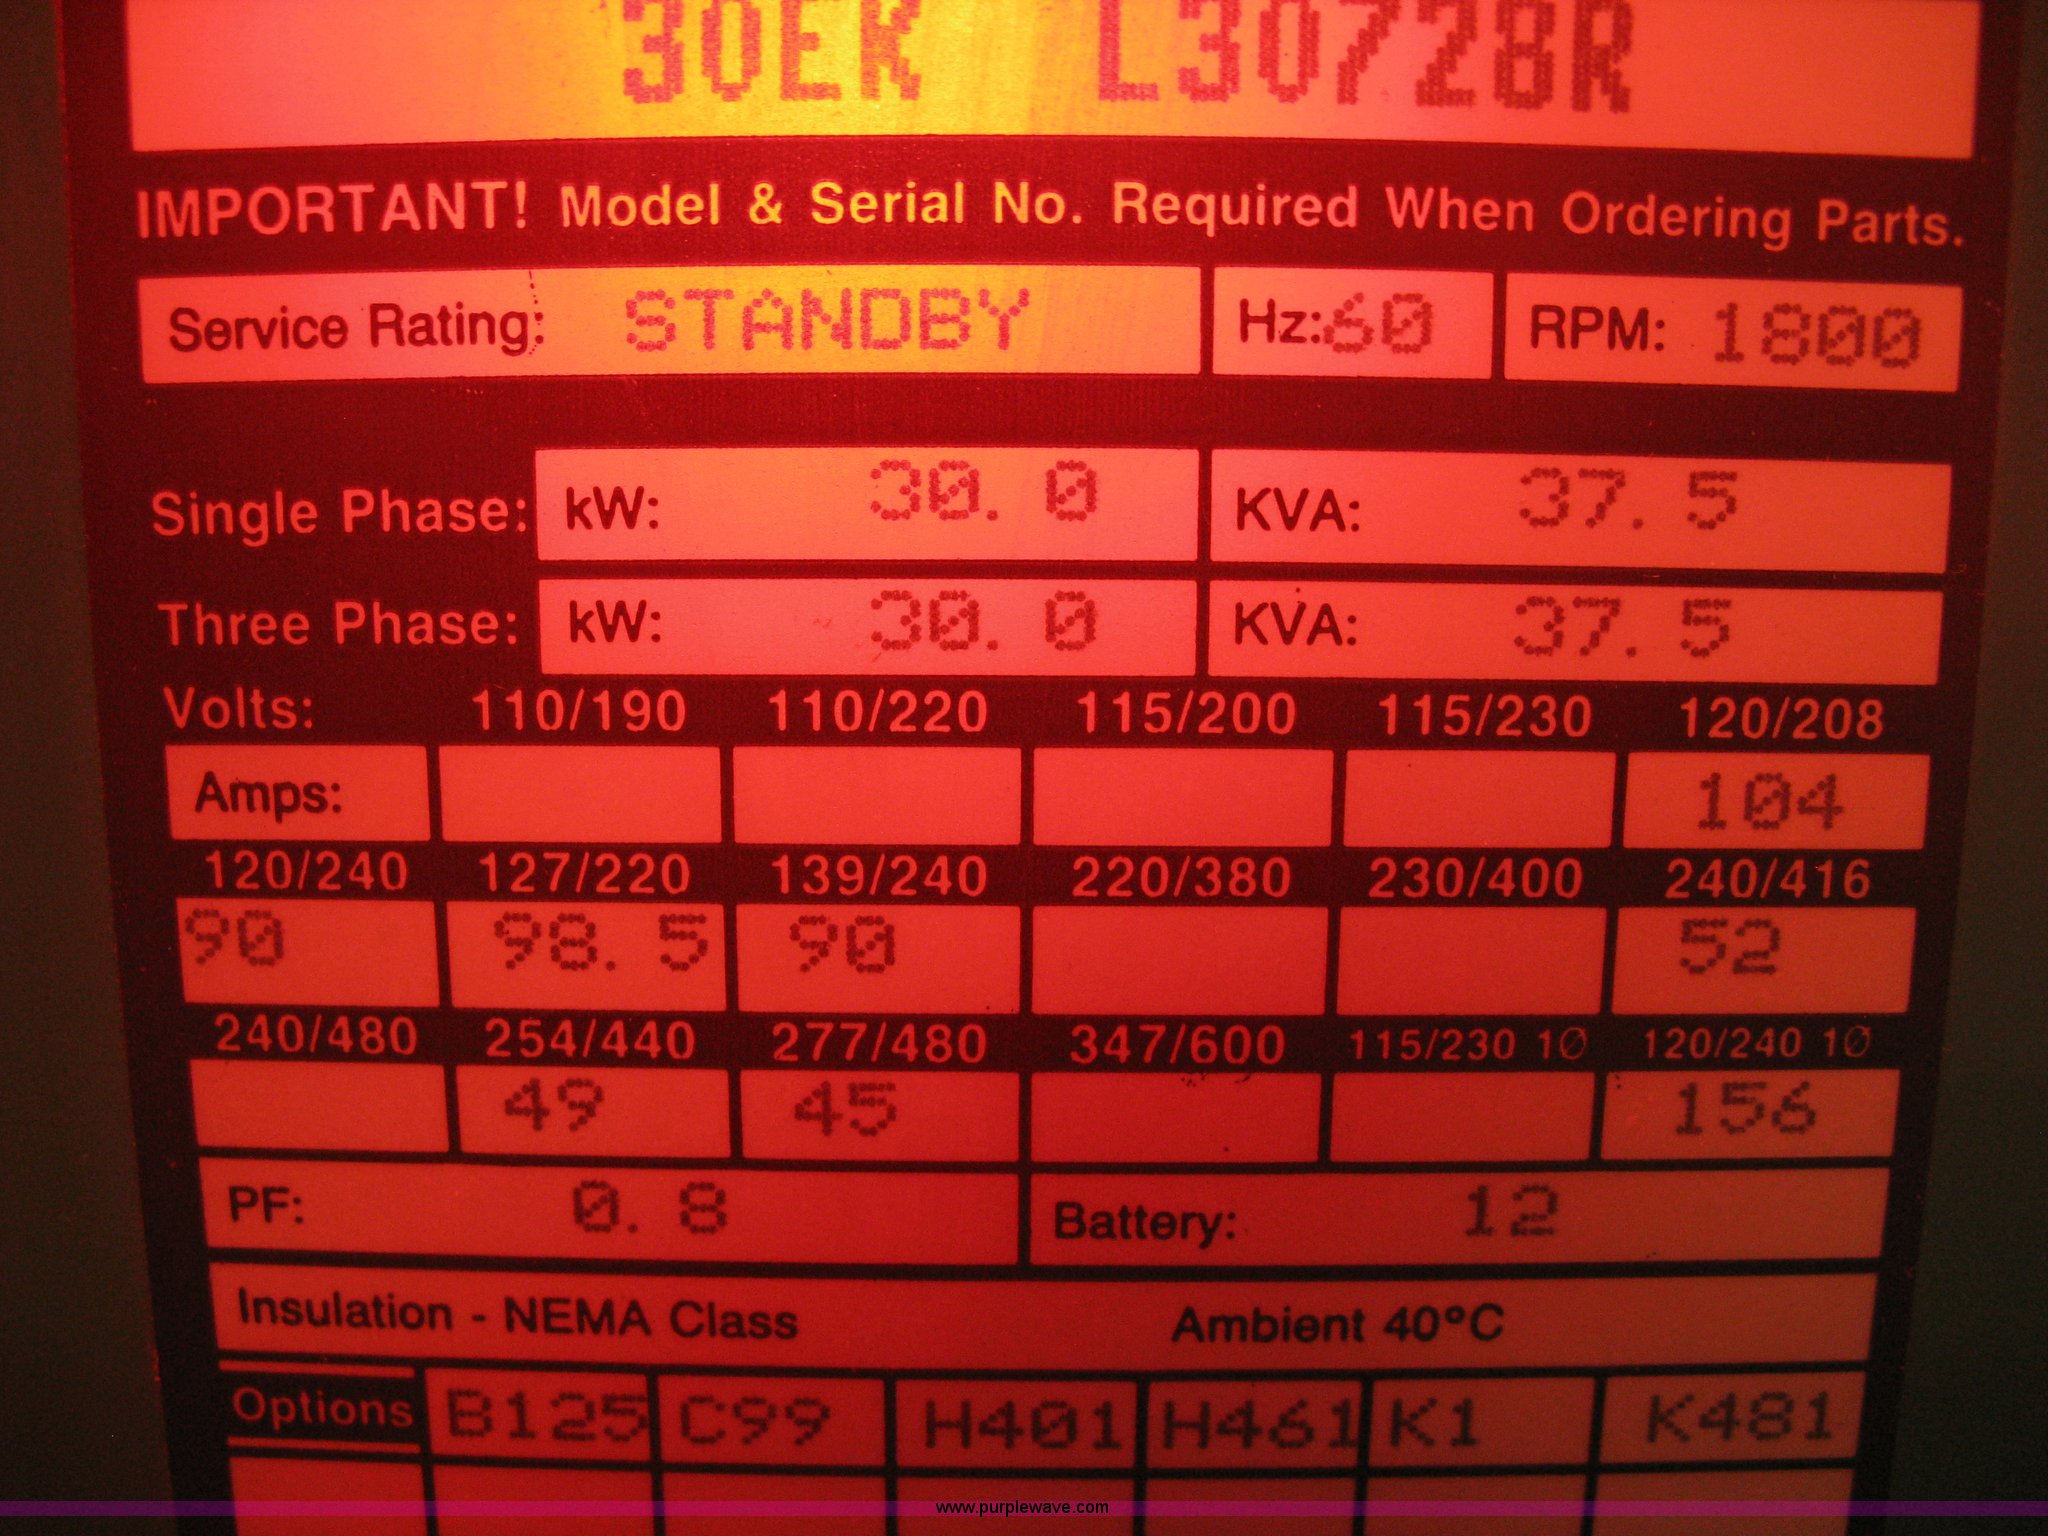 30EK L30728R
IMPORTANT! Model & Serial No. Required When Ordering Parts.
Service Rating: STANDBY Hz: 60 RPM: 1800
Single Phase: kW: 30.0 KVA: 37.5
Three Phase: kW: 30.0 KVA: 37.5
Volts: 110/190 110/220 115/200 115/230 120/208
Amps: 104
120/240 127/220 139/240 220/380 230/400 240/416
90 98.5 90 52
240/480 254/440 277/480 347/600 115/230 1Ø 120/240 1Ø
49 45 156
PF: 0.8 Battery: 12
Insulation - NEMA Class Ambient 40°C
Options B125 C99 H401 H461 K1 K481
www.purplewave.com